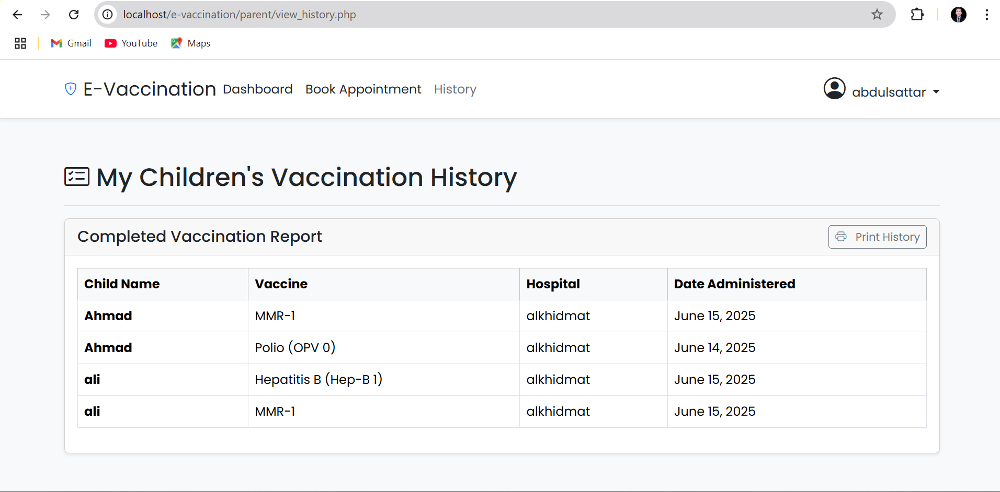 localhost/e-vaccination/parent/view_history.php
Gmail YouTube Maps
E-Vaccination Dashboard Book Appointment History abdulsattar
My Children's Vaccination History
Completed Vaccination Report Print History
Child Name Vaccine Hospital Date Administered
Ahmad MMR-1 alkhidmat June 15, 2025
Ahmad Polio (OPV 0) alkhidmat June 14, 2025
ali Hepatitis B (Hep-B 1) alkhidmat June 15, 2025
ali MMR-1 alkhidmat June 15, 2025